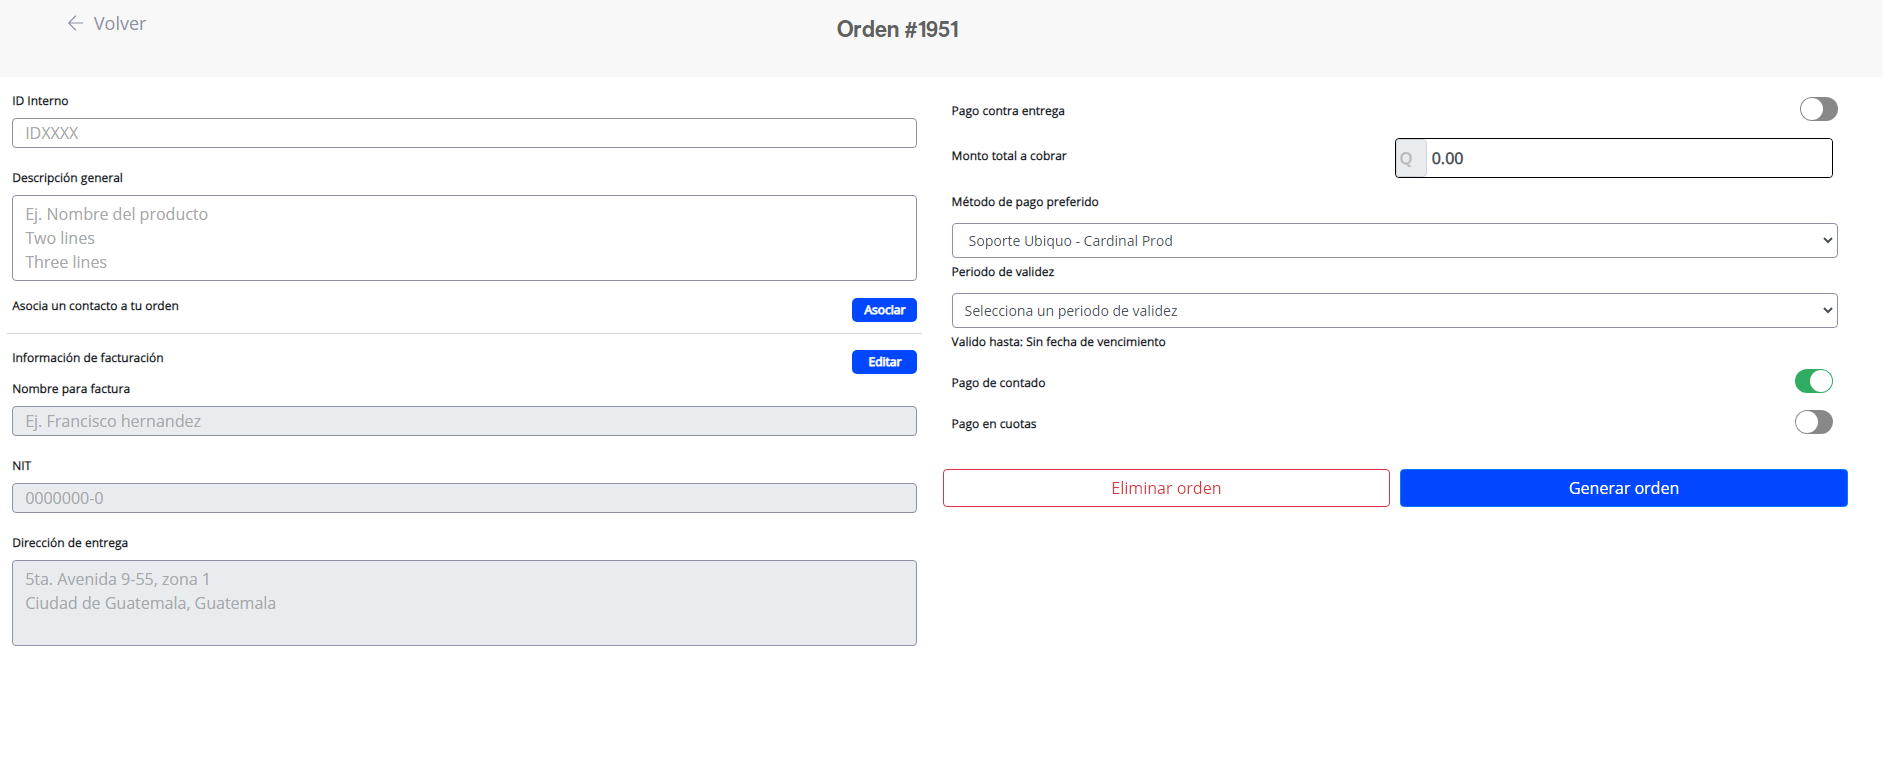 Volver
Orden #1951
ID Interno
IDXXXX
Descripción general
Ej. Nombre del producto
Two lines
Three lines
Asocia un contacto a tu orden
Asociar
Información de facturación
Editar
Nombre para factura
Ej. Francisco hernandez
NIT
0000000-0
Dirección de entrega
5ta. Avenida 9-55, zona 1
Ciudad de Guatemala, Guatemala
Pago contra entrega
Monto total a cobrar
Q 0.00
Método de pago preferido
Soporte Ubiquo - Cardinal Prod
Periodo de validez
Selecciona un periodo de validez
Valido hasta: Sin fecha de vencimiento
Pago de contado
Pago en cuotas
Eliminar orden
Generar orden